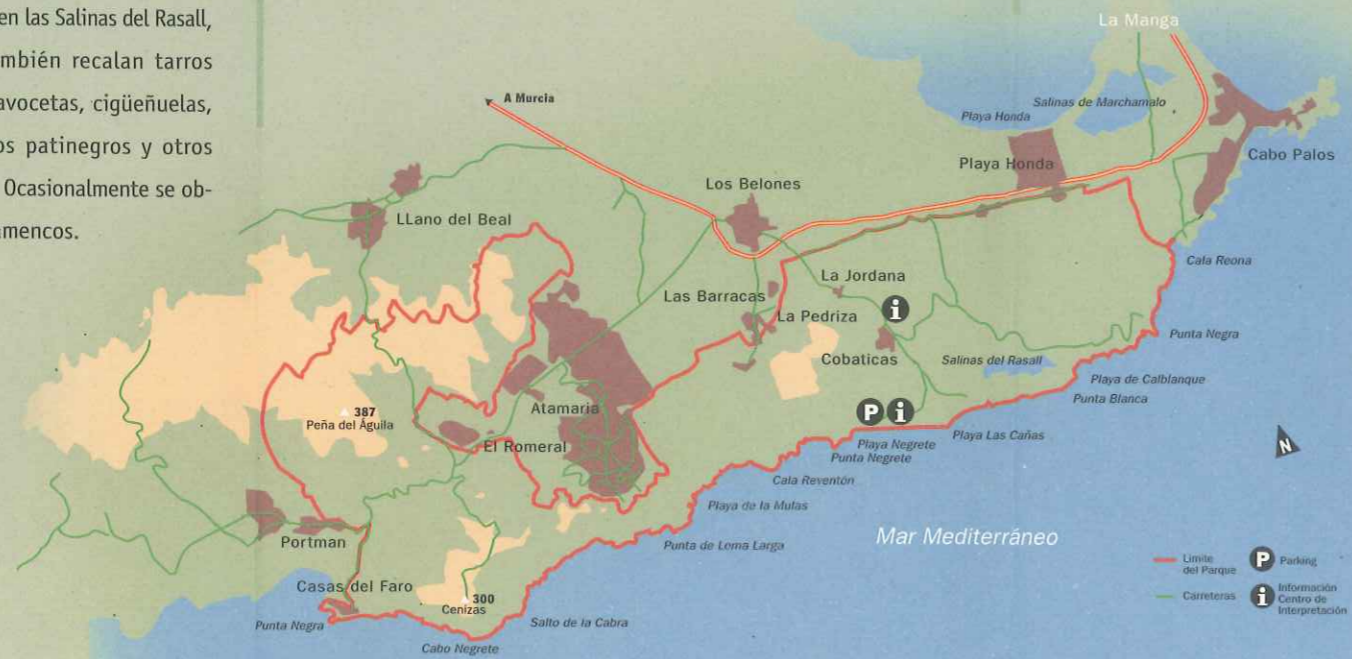 en las Salinas del Rasall,
mbién recalan tarros
avocetas, cigüeñuelas,
os patinegros y otros
Ocasionalmente se ob-
amencos.
La Manga
A Murcia
Salinas de Marchamalo
Playa Honda
Playa Honda
Cabo Palos
Los Belones
LLano del Beal
Cala Reona
La Jordana
Las Barracas
La Pedriza
i
Punta Negra
Cobaticas
Salinas del Rasall
Playa de Calblanque
Punta Blanca
387
Peña del Águila
Atamaria
P i
El Romeral
Playa Negrete
Playa Las Cañas
Punta Negrete
N
Cala Reventón
Playa de la Mulas
Mar Mediterráneo
Portman
Punta de Loma Larga
Casas del Faro
300
Cenizas
Punta Negra
Salto de la Cabra
Cabo Negrete
Limite
del Parque
P Parking
Carreteras
i Información
Centro de
Interpretación